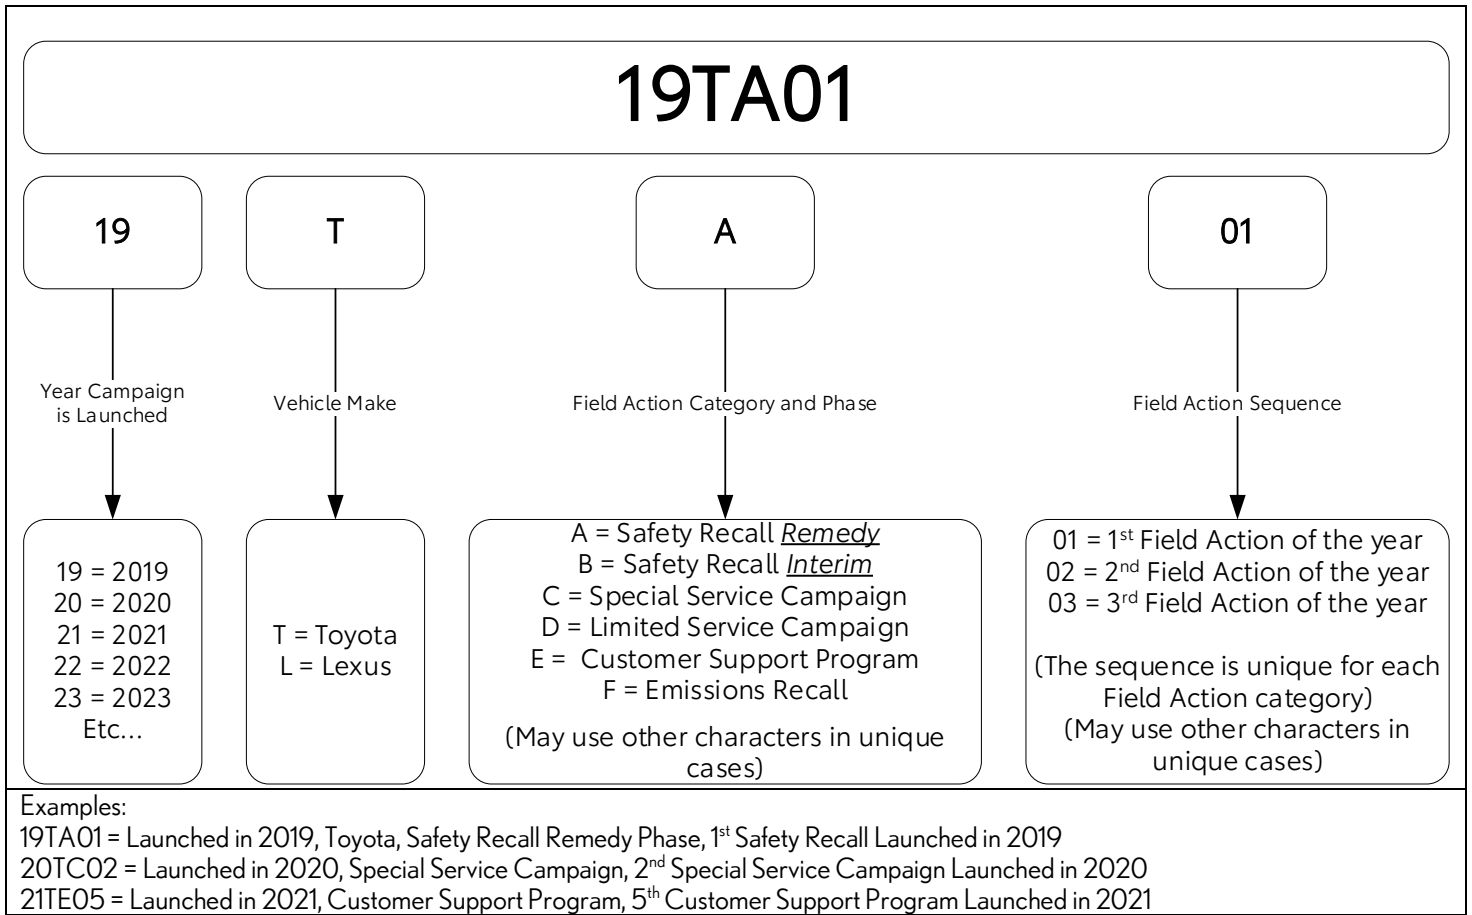 19TA01
19
T
A
01
Year Campaign
is Launched
Vehicle Make
Field Action Category and Phase
Field Action Sequence
19 = 2019
20 = 2020
21 = 2021
22 = 2022
23 = 2023
Etc...
T = Toyota
L = Lexus
A = Safety Recall Remedy
B = Safety Recall Interim
C = Special Service Campaign
D = Limited Service Campaign
E =  Customer Support Program
F = Emissions Recall
(May use other characters in unique
cases)
01 = 1st Field Action of the year
02 = 2nd Field Action of the year
03 = 3rd Field Action of the year
(The sequence is unique for each
Field Action category)
(May use other characters in
unique cases)
Examples:
19TA01 = Launched in 2019, Toyota, Safety Recall Remedy Phase, 1st Safety Recall Launched in 2019
20TC02 = Launched in 2020, Special Service Campaign, 2nd Special Service Campaign Launched in 2020
21TE05 = Launched in 2021, Customer Support Program, 5th Customer Support Program Launched in 2021